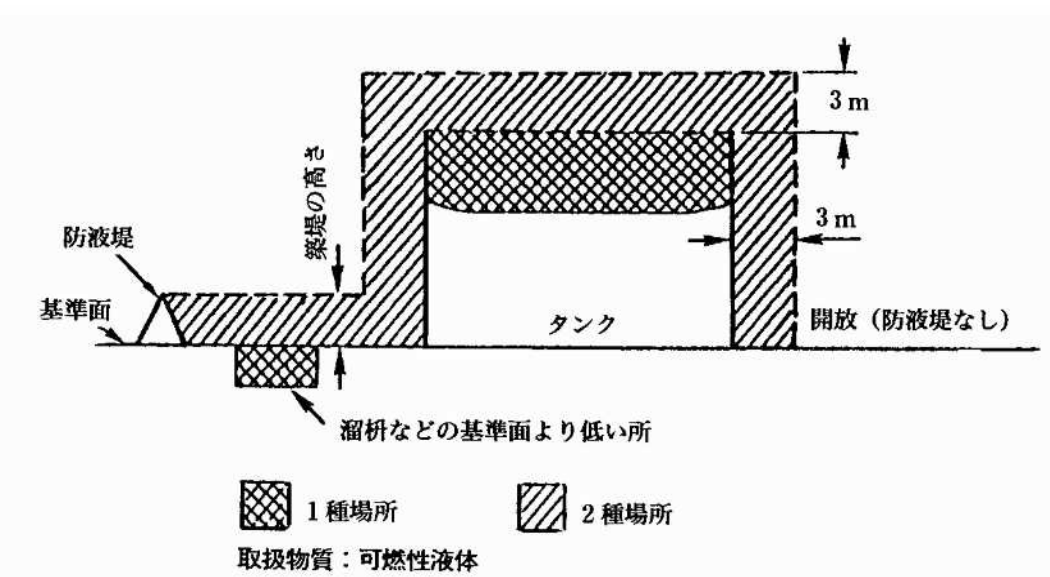 3 m
築堤の高さ
3 m
防液堤
基準面
タンク
開放（防液堤なし）
溜枡などの基準面より低い所
1 種場所
2 種場所
取扱物質：可燃性液体